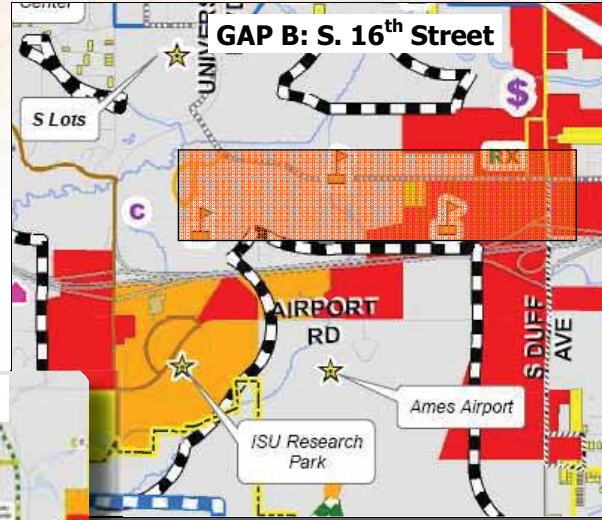 Center
GAP B: S. 16th Street
UNIVERS
S Lots
$
RX
C
AIRPORT
RD
S DUFF
AVE
Ames Airport
ISU Research
Park